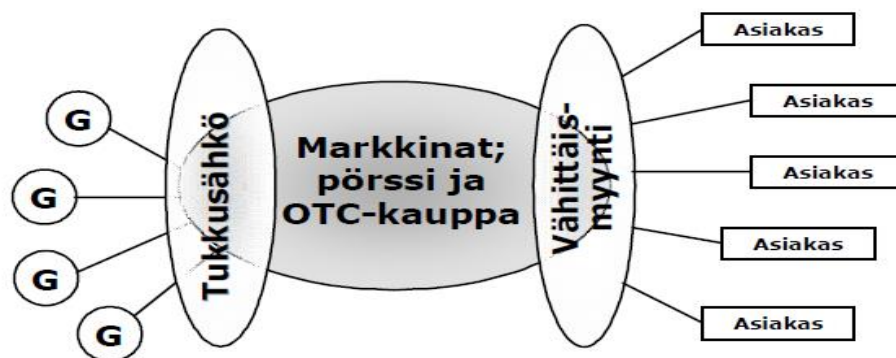 G
G
G
G
Tukkusähkö
Markkinat;
pörssi ja
OTC-kauppa
Vähittäis-
myynti
Asiakas
Asiakas
Asiakas
Asiakas
Asiakas